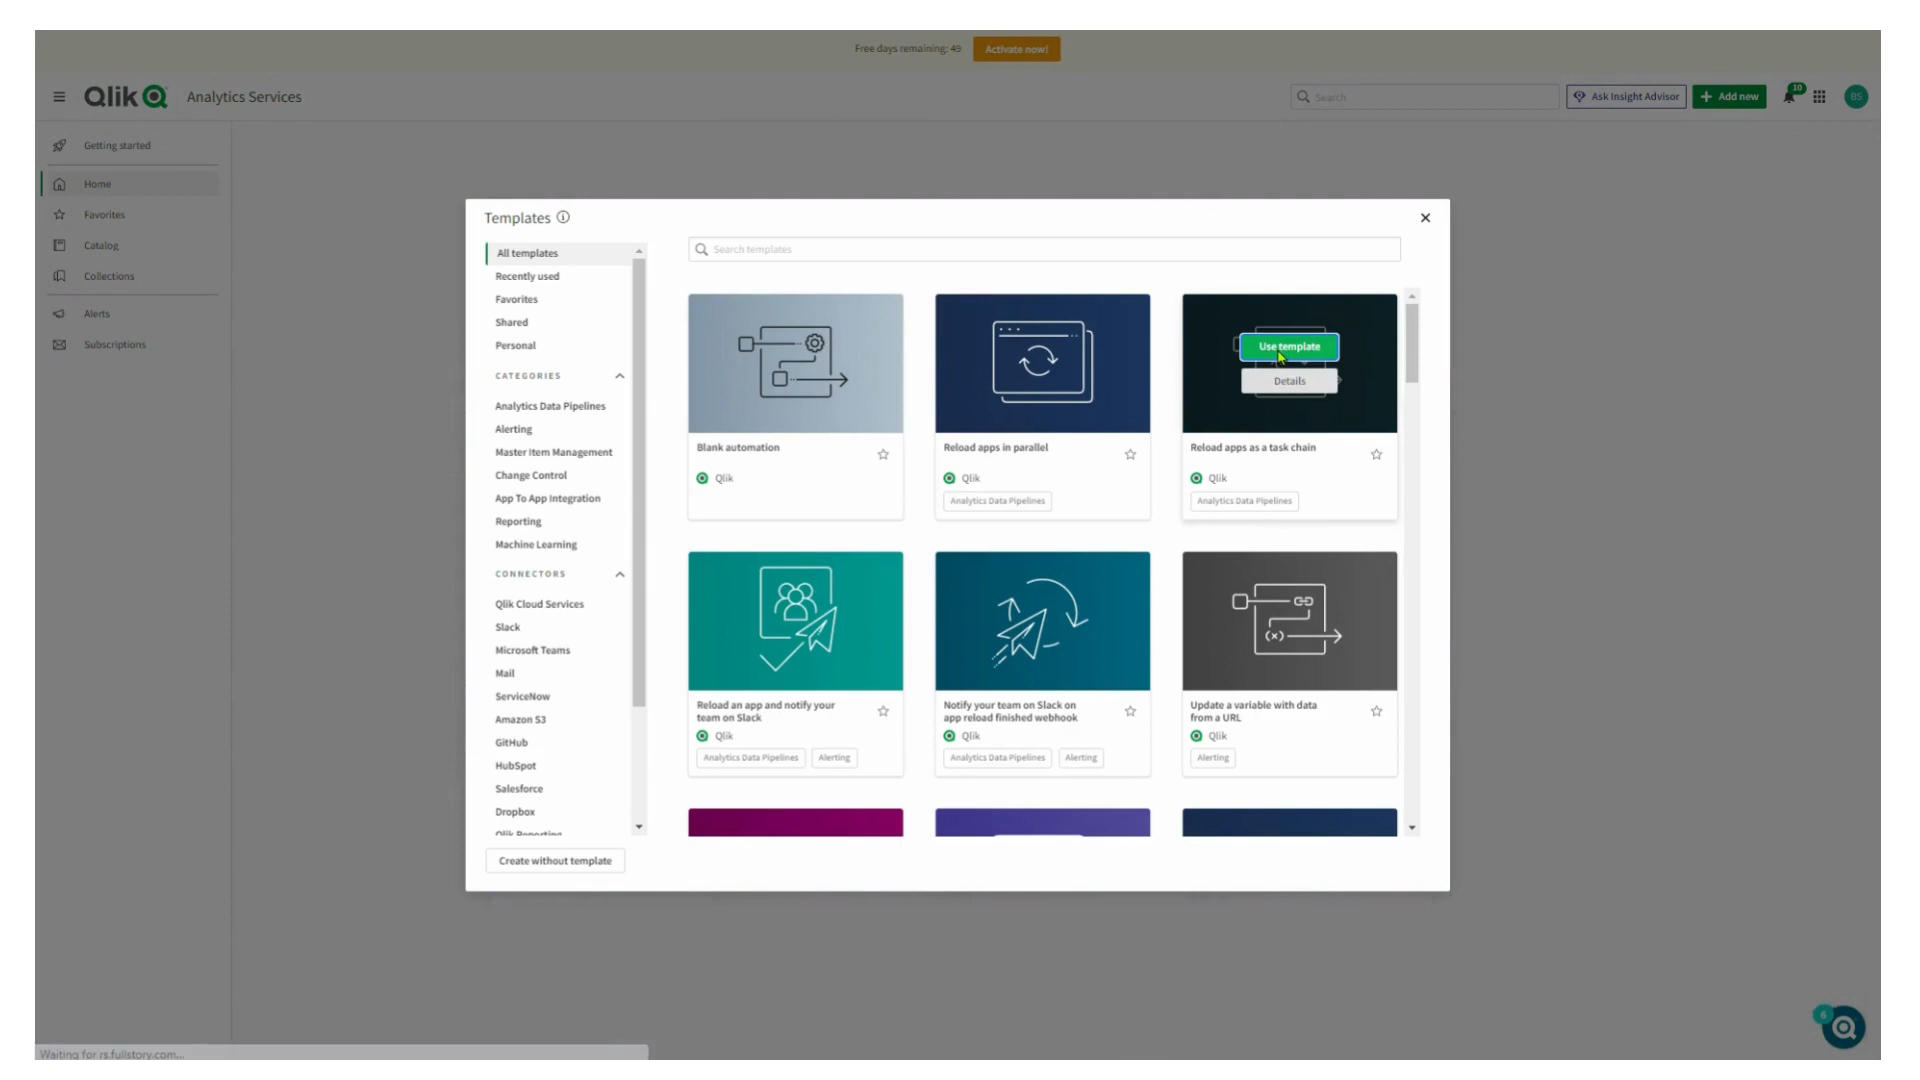 Free days remaining: 49
Activate now!
Qlik
Analytics Services
Search
Ask Insight Advisor
Add new
10
BS
Getting started
Home
Favorites
Catalog
Collections
Alerts
Subscriptions
Templates
All templates
Recently used
Favorites
Shared
Personal
CATEGORIES
Analytics Data Pipelines
Alerting
Master Item Management
Change Control
App To App Integration
Reporting
Machine Learning
CONNECTORS
Qlik Cloud Services
Slack
Microsoft Teams
Mail
ServiceNow
Amazon S3
GitHub
HubSpot
Salesforce
Dropbox
Qlik Reporting
Create without template
Search templates
Blank automation
Qlik
Reload apps in parallel
Qlik
Analytics Data Pipelines
Use template
Details
Reload apps as a task chain
Qlik
Analytics Data Pipelines
Reload an app and notify your
team on Slack
Qlik
Analytics Data Pipelines
Alerting
Notify your team on Slack on
app reload finished webhook
Qlik
Analytics Data Pipelines
Alerting
(x)
Update a variable with data
from a URL
Qlik
Alerting
6
Waiting for rs.fullstory.com...